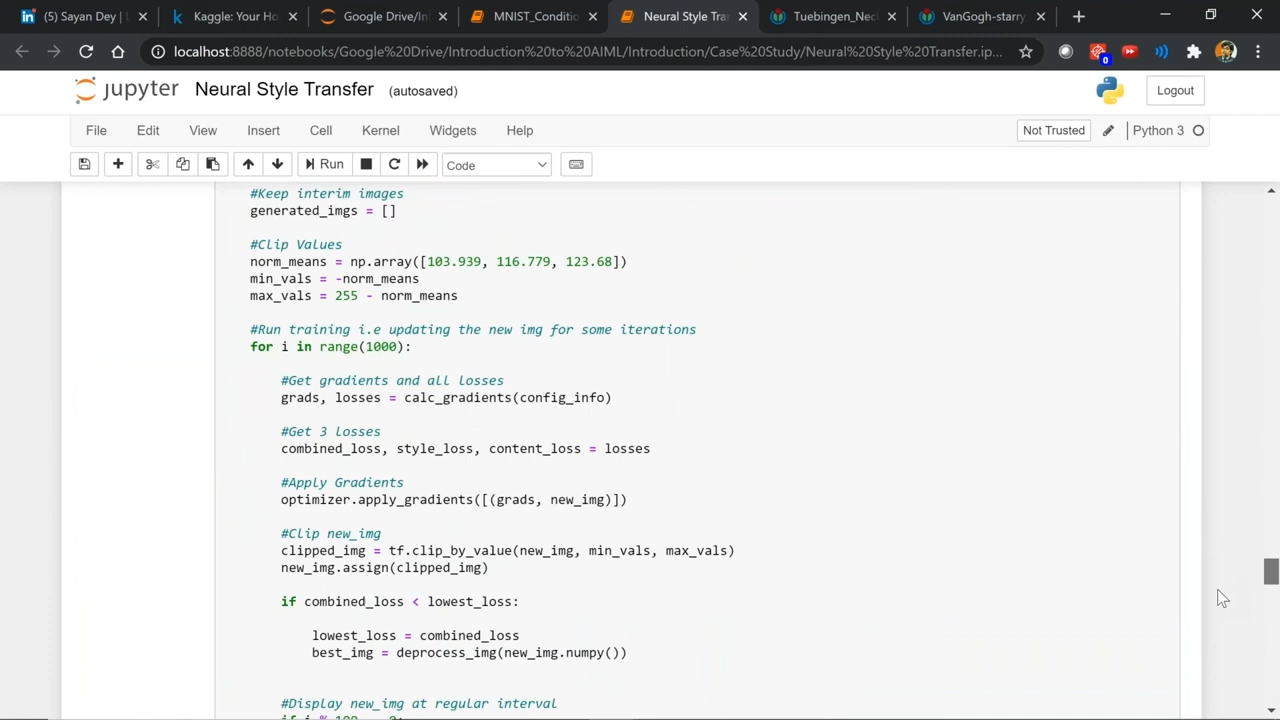 (5) Sayan Dey |
Kaggle: Your Ho
Google Drive/Int
MNIST_Conditio
Neural Style Tra
Tuebingen_Neck
VanGogh-starry
localhost:8888/notebooks/Google%20Drive/Introduction%20to%20AIML/Introduction/Case%20Study/Neural%20Style%20Transfer.ip...
0
jupyter Neural Style Transfer (autosaved)
Logout
File Edit View Insert Cell Kernel Widgets Help
Not Trusted
Python 3
Run
Code
#Keep interim images
generated_imgs = []
#Clip Values
norm_means = np.array([103.939, 116.779, 123.68])
min_vals = -norm_means
max_vals = 255 - norm_means
#Run training i.e updating the new img for some iterations
for i in range(1000):
#Get gradients and all losses
grads, losses = calc_gradients(config_info)
#Get 3 losses
combined_loss, style_loss, content_loss = losses
#Apply Gradients
optimizer.apply_gradients([(grads, new_img)])
#Clip new_img
clipped_img = tf.clip_by_value(new_img, min_vals, max_vals)
new_img.assign(clipped_img)
if combined_loss < lowest_loss:
lowest_loss = combined_loss
best_img = deprocess_img(new_img.numpy())
#Display new_img at regular interval